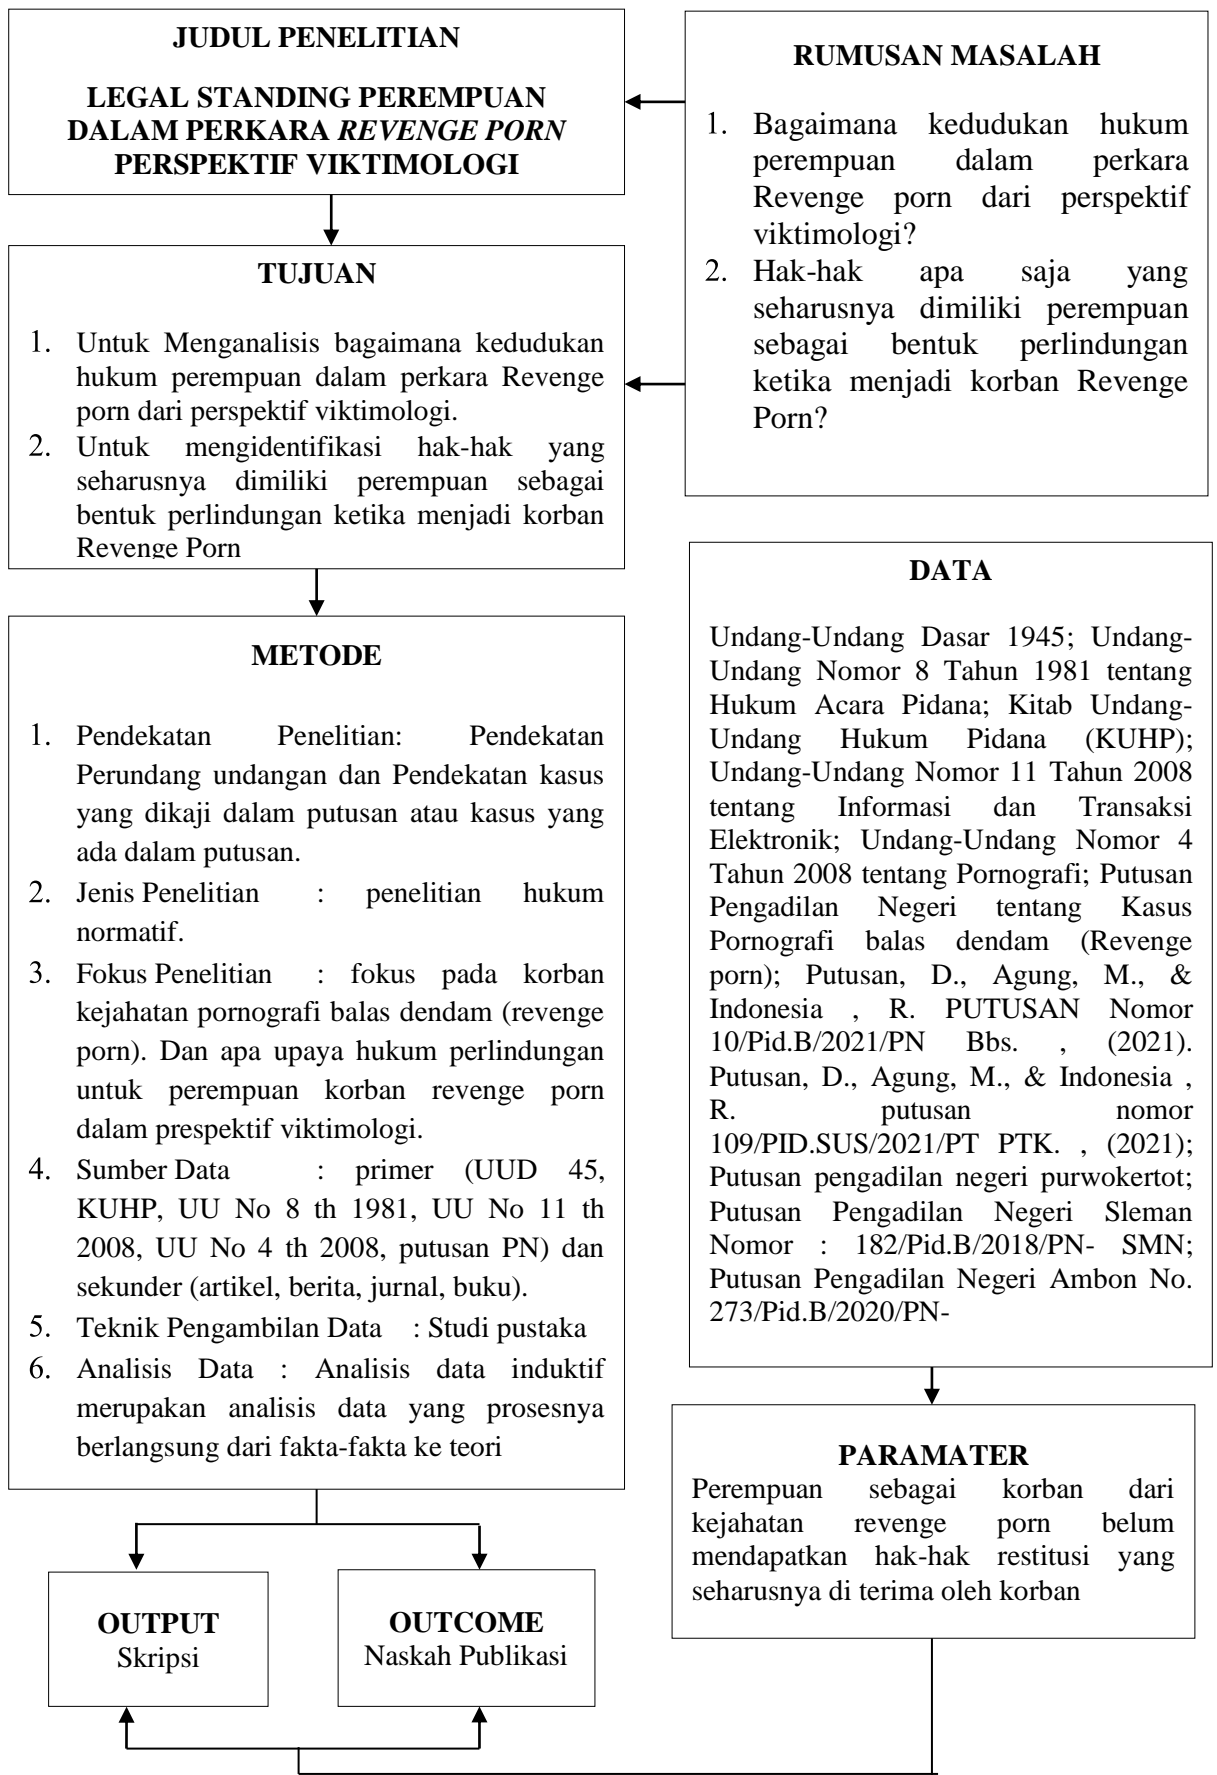 JUDUL PENELITIAN
LEGAL STANDING PEREMPUAN
DALAM PERKARA REVENGE PORN
PERSPEKTIF VIKTIMOLOGI
RUMUSAN MASALAH
1. Bagaimana kedudukan hukum
perempuan dalam perkara
Revenge porn dari perspektif
viktimologi?
2. Hak-hak apa saja yang
seharusnya dimiliki perempuan
sebagai bentuk perlindungan
ketika menjadi korban Revenge
Porn?
TUJUAN
1. Untuk Menganalisis bagaimana kedudukan
hukum perempuan dalam perkara Revenge
porn dari perspektif viktimologi.
2. Untuk mengidentifikasi hak-hak yang
seharusnya dimiliki perempuan sebagai
bentuk perlindungan ketika menjadi korban
Revenge Porn
METODE
1. Pendekatan Penelitian: Pendekatan
Perundang undangan dan Pendekatan kasus
yang dikaji dalam putusan atau kasus yang
ada dalam putusan.
2. Jenis Penelitian : penelitian hukum
normatif.
3. Fokus Penelitian : fokus pada korban
kejahatan pornografi balas dendam (revenge
porn). Dan apa upaya hukum perlindungan
untuk perempuan korban revenge porn
dalam prespektif viktimologi.
4. Sumber Data : primer (UUD 45,
KUHP, UU No 8 th 1981, UU No 11 th
2008, UU No 4 th 2008, putusan PN) dan
sekunder (artikel, berita, jurnal, buku).
5. Teknik Pengambilan Data : Studi pustaka
6. Analisis Data : Analisis data induktif
merupakan analisis data yang prosesnya
berlangsung dari fakta-fakta ke teori
DATA
Undang-Undang Dasar 1945; Undang-
Undang Nomor 8 Tahun 1981 tentang
Hukum Acara Pidana; Kitab Undang-
Undang Hukum Pidana (KUHP);
Undang-Undang Nomor 11 Tahun 2008
tentang Informasi dan Transaksi
Elektronik; Undang-Undang Nomor 4
Tahun 2008 tentang Pornografi; Putusan
Pengadilan Negeri tentang Kasus
Pornografi balas dendam (Revenge
porn); Putusan, D., Agung, M., &
Indonesia , R. PUTUSAN Nomor
10/Pid.B/2021/PN Bbs. , (2021).
Putusan, D., Agung, M., & Indonesia ,
R. putusan nomor
109/PID.SUS/2021/PT PTK. , (2021);
Putusan pengadilan negeri purwokertot;
Putusan Pengadilan Negeri Sleman
Nomor : 182/Pid.B/2018/PN- SMN;
Putusan Pengadilan Negeri Ambon No.
273/Pid.B/2020/PN-
PARAMATER
Perempuan sebagai korban dari
kejahatan revenge porn belum
mendapatkan hak-hak restitusi yang
seharusnya di terima oleh korban
OUTPUT
Skripsi
OUTCOME
Naskah Publikasi